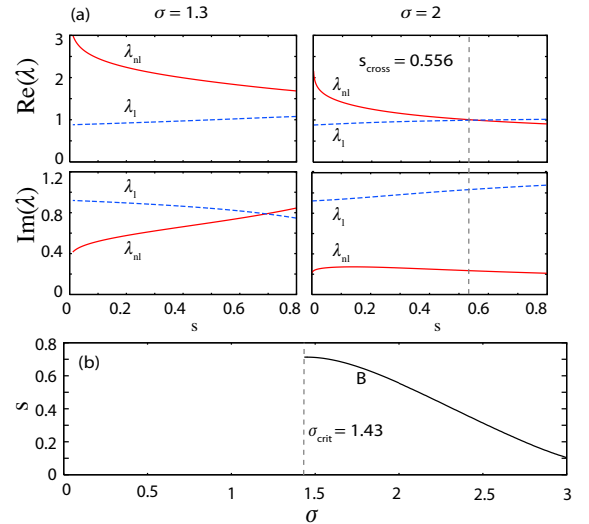 (a) σ = 1.3 σ = 2
3 λnl λnl s_cross = 0.556
2
Re(λ)
1 λl λl
0 0
1.2 λl λl
0.8
Im(λ)
0.4 λnl λnl
0
0 0.2 0.4 0.6 0.8 0 0.2 0.4 0.6 0.8
s s
0.8 (b)
0.6 B
s
0.4 σcrit = 1.43
0.2
0
0 0.5 1 1.5 2 2.5 3
σ